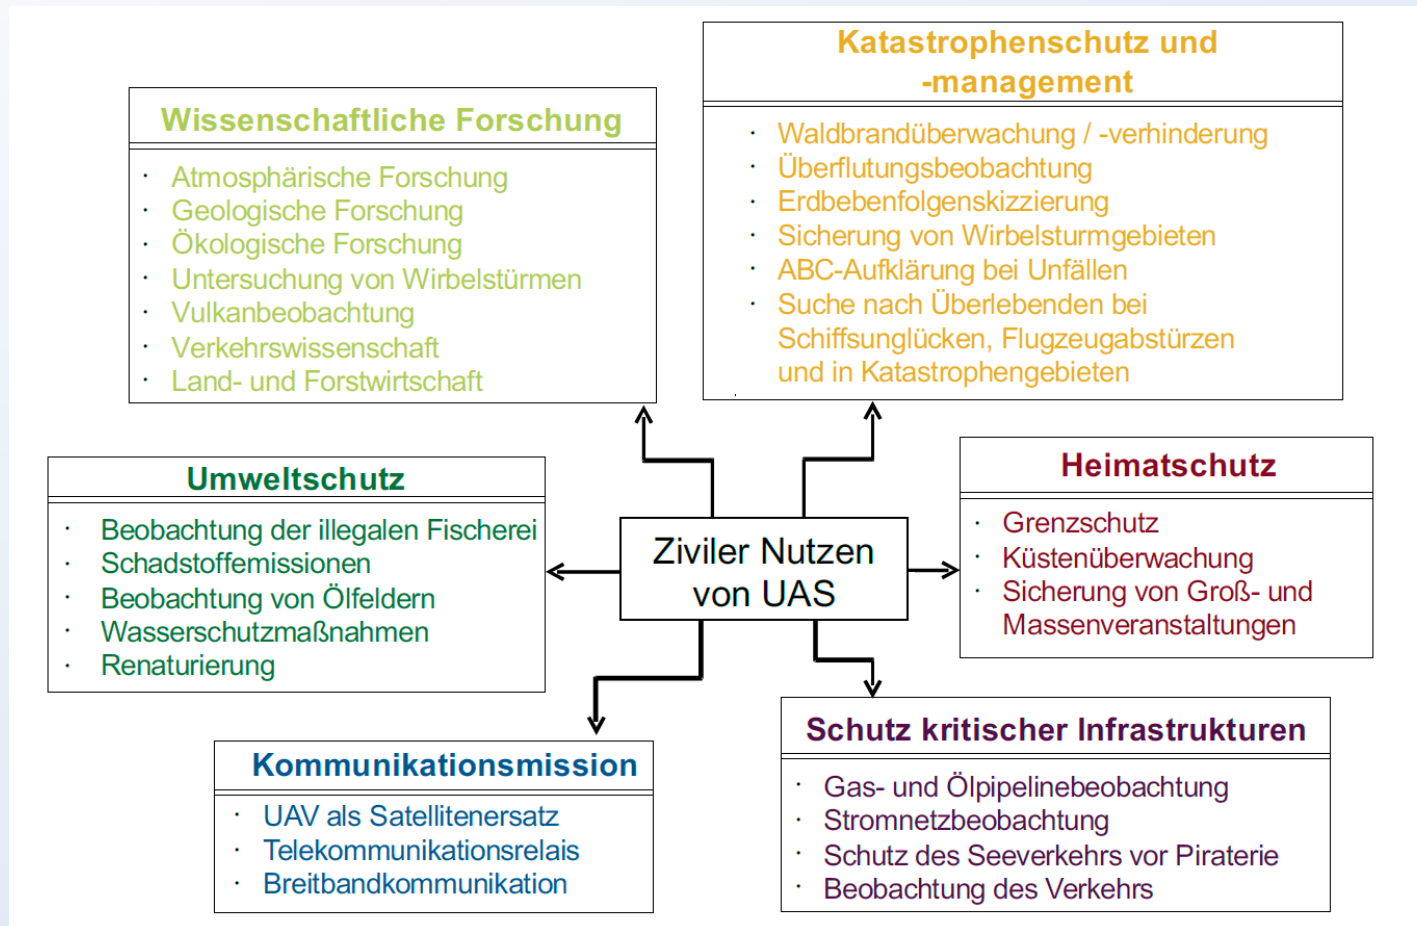 Wissenschaftliche Forschung
· Atmosphärische Forschung
· Geologische Forschung
· Ökologische Forschung
· Untersuchung von Wirbelstürmen
· Vulkanbeobachtung
· Verkehrswissenschaft
· Land- und Forstwirtschaft
Katastrophenschutz und
-management
· Waldbrandüberwachung / -verhinderung
· Überflutungsbeobachtung
· Erdbebenfolgenskizzierung
· Sicherung von Wirbelsturmgebieten
· ABC-Aufklärung bei Unfällen
· Suche nach Überlebenden bei
Schiffsunglücken, Flugzeugabstürzen
und in Katastrophengebieten
Umweltschutz
· Beobachtung der illegalen Fischerei
· Schadstoffemissionen
· Beobachtung von Ölfeldern
· Wasserschutzmaßnahmen
· Renaturierung
Ziviler Nutzen
von UAS
Heimatschutz
· Grenzschutz
· Küstenüberwachung
· Sicherung von Groß- und
Massenveranstaltungen
Kommunikationsmission
· UAV als Satellitenersatz
· Telekommunikationsrelais
· Breitbandkommunikation
Schutz kritischer Infrastrukturen
· Gas- und Ölpipelinebeobachtung
· Stromnetzbeobachtung
· Schutz des Seeverkehrs vor Piraterie
· Beobachtung des Verkehrs